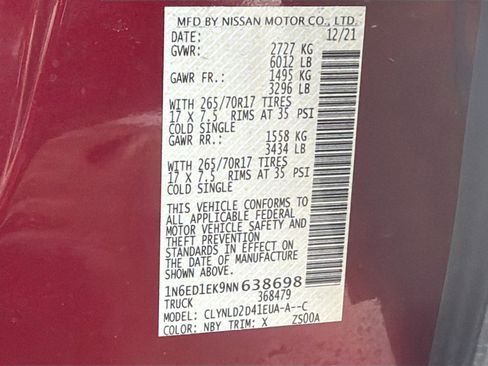 MFD BY NISSAN MOTOR CO., LTD.
DATE: 12/21
GVWR: 2727 KG
6012 LB
GAWR FR.: 1495 KG
3296 LB
WITH 265/70R17 TIRES
17 X 7.5 RIMS AT 35 PSI
COLD SINGLE
GAWR RR.: 1558 KG
3434 LB
WITH 265/70R17 TIRES
17 X 7.5 RIMS AT 35 PSI
COLD SINGLE
THIS VEHICLE CONFORMS TO
ALL APPLICABLE FEDERAL
MOTOR VEHICLE SAFETY AND
THEFT PREVENTION
STANDARDS IN EFFECT ON
THE DATE OF MANUFACTURE
SHOWN ABOVE.
1N6ED1EK9NN638698
TRUCK 368479
MODEL: CLYNLD2D41EUA-A--C
COLOR: NBY TRIM: X ZS00A